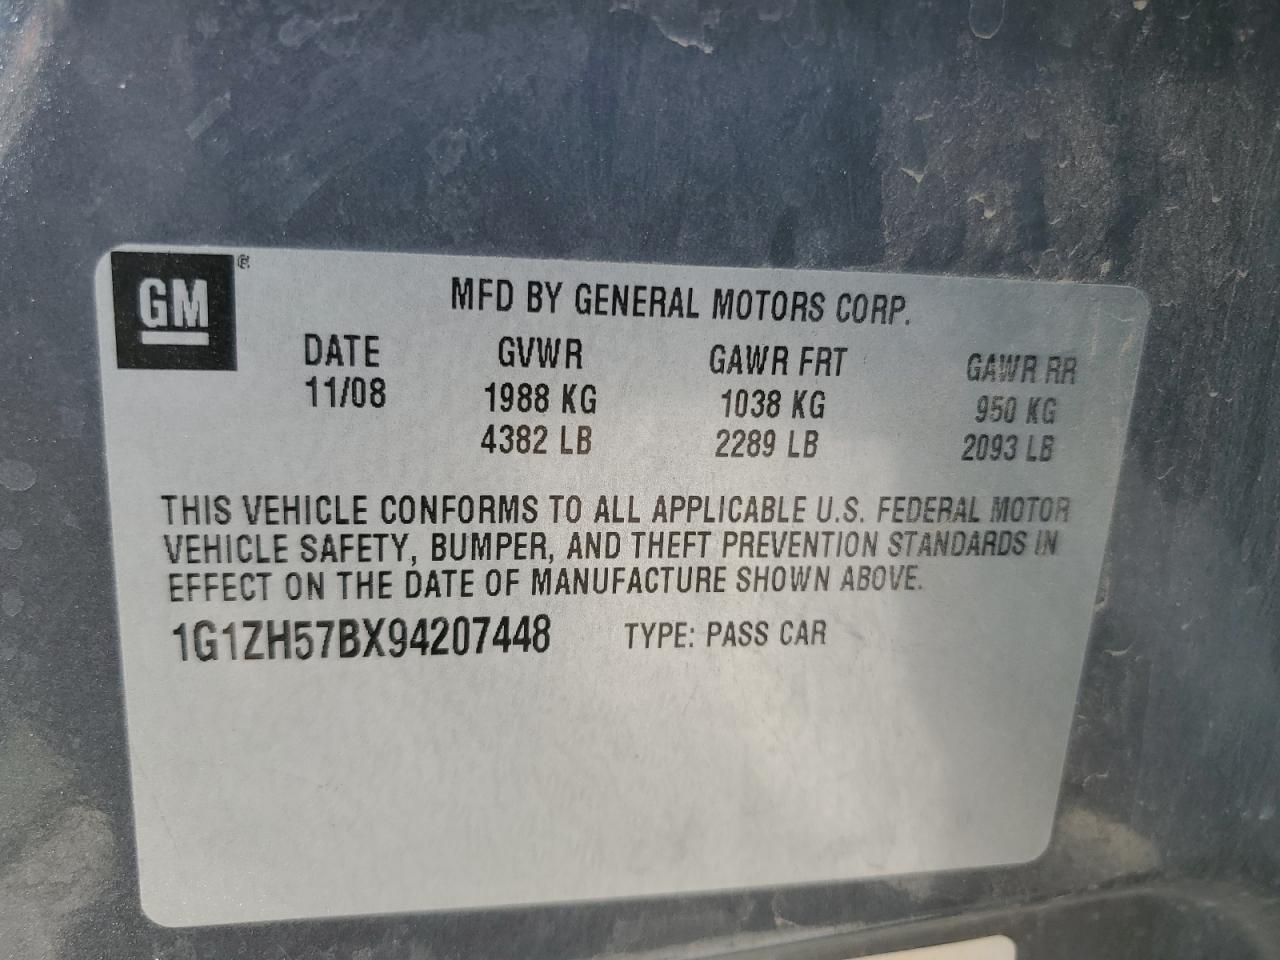 GM ®
MFD BY GENERAL MOTORS CORP.
DATE GVWR GAWR FRT GAWR RR
11/08 1988 KG 1038 KG 950 KG
4382 LB 2289 LB 2093 LB
THIS VEHICLE CONFORMS TO ALL APPLICABLE U.S. FEDERAL MOTOR
VEHICLE SAFETY, BUMPER, AND THEFT PREVENTION STANDARDS IN
EFFECT ON THE DATE OF MANUFACTURE SHOWN ABOVE.
1G1ZH57BX94207448 TYPE: PASS CAR